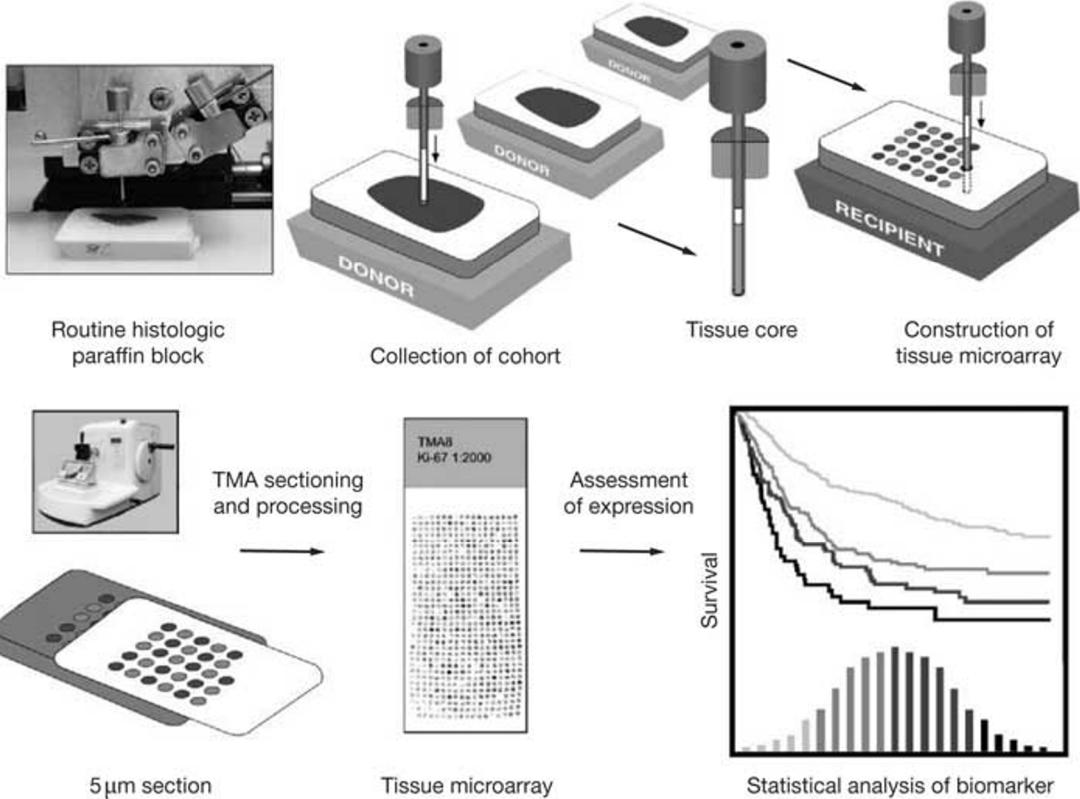 DONOR
DONOR
DONOR
RECIPIENT
Routine histologic
paraffin block
Collection of cohort
Tissue core
Construction of
tissue microarray
TMA sectioning
and processing
TMA8
Ki-67 1:2000
Assessment
of expression
Survival
5 μm section
Tissue microarray
Statistical analysis of biomarker